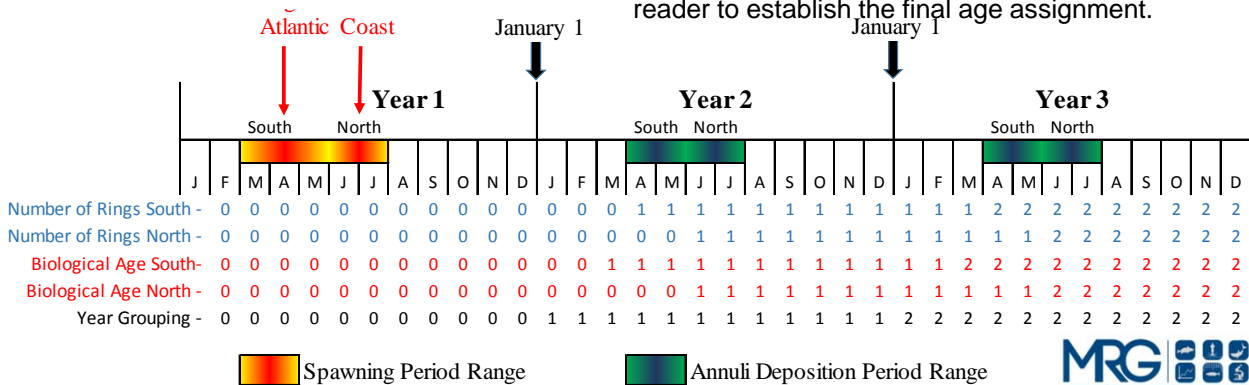 reader to establish the final age assignment.
Atlantic Coast
January 1
January 1
Year 1
Year 2
Year 3
South North
South North
South North
J F M A M J J A S O N D J F M A M J J A S O N D J F M A M J J A S O N D
Number of Rings South - 0 0 0 0 0 0 0 0 0 0 0 0 0 0 1 1 1 1 1 1 1 1 1 1 1 1 2 2 2 2 2 2 2 2 2
Number of Rings North - 0 0 0 0 0 0 0 0 0 0 0 0 0 0 0 0 1 1 1 1 1 1 1 1 1 1 1 1 2 2 2 2 2 2 2
Biological Age South- 0 0 0 0 0 0 0 0 0 0 0 0 0 1 1 1 1 1 1 1 1 1 1 1 1 2 2 2 2 2 2 2 2 2 2
Biological Age North - 0 0 0 0 0 0 0 0 0 0 0 0 0 0 0 0 1 1 1 1 1 1 1 1 1 1 1 1 2 2 2 2 2 2 2
Year Grouping - 0 0 0 0 0 0 0 0 0 0 0 1 1 1 1 1 1 1 1 1 1 1 1 2 2 2 2 2 2 2 2 2 2 2 2
Spawning Period Range
Annuli Deposition Period Range
MRG